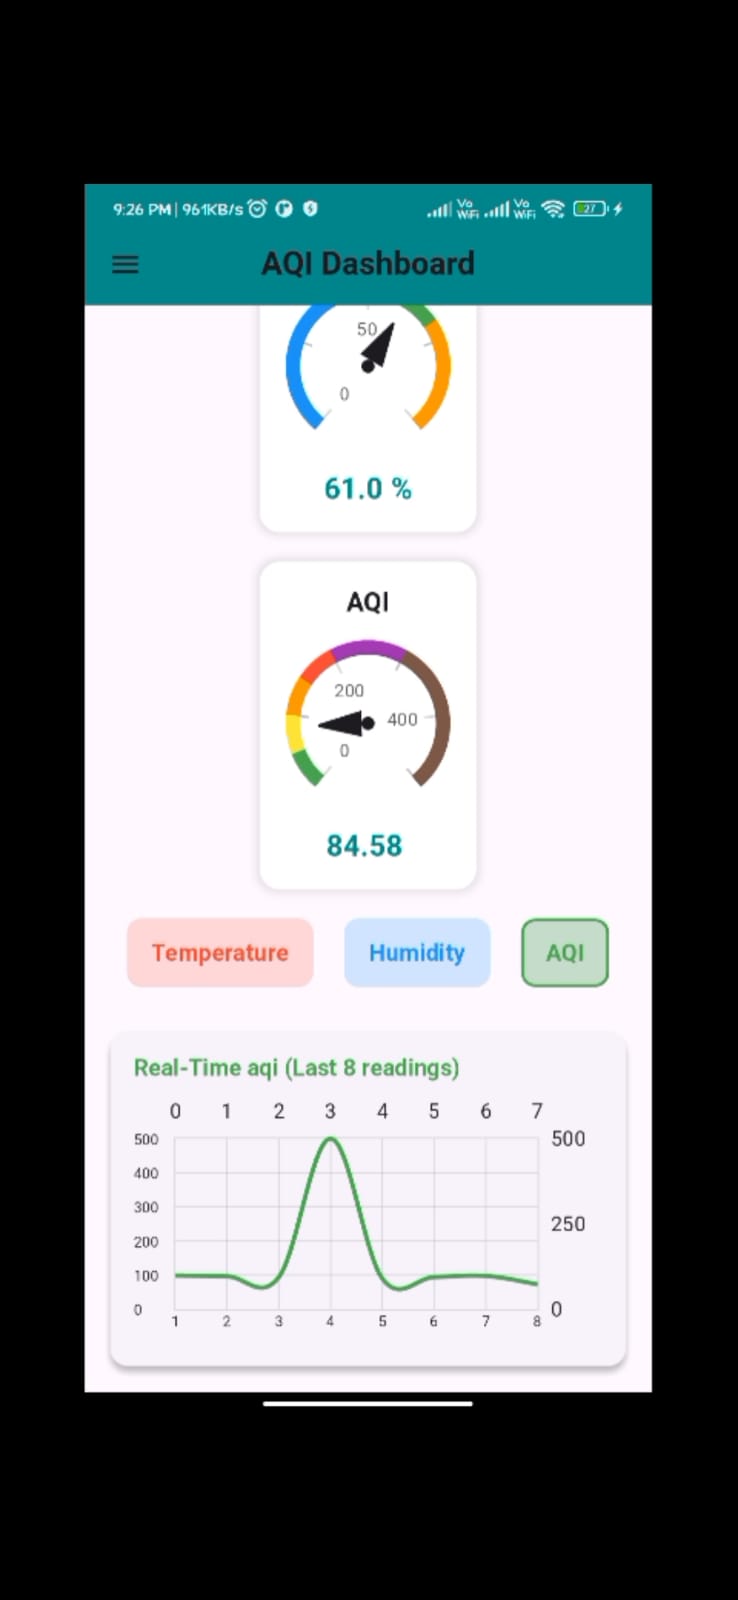 9:26 PM | 961KB/s Vo WiFi Vo WiFi 27
AQI Dashboard
50
0
61.0 %
AQI
200
400
0
84.58
Temperature Humidity AQI
Real-Time aqi (Last 8 readings)
0 1 2 3 4 5 6 7
500 500
400
300
250
200
100
0 0
1 2 3 4 5 6 7 8